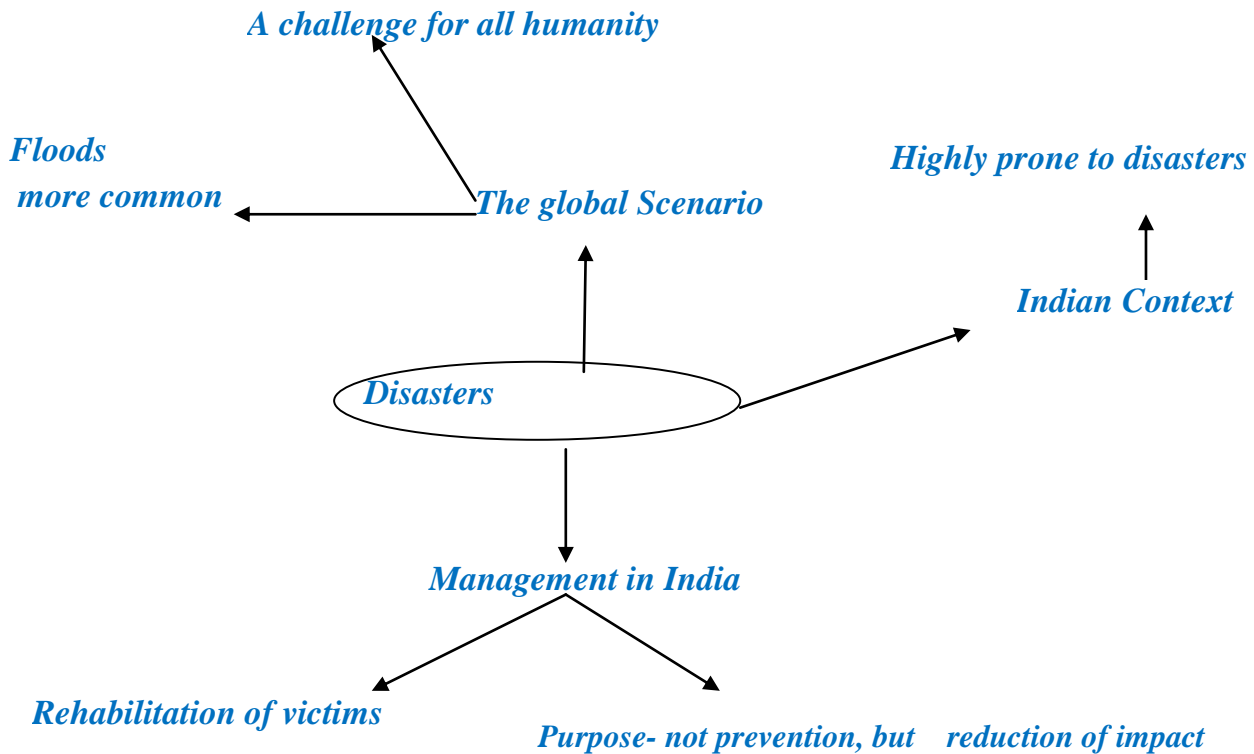 A challenge for all humanity
Floods
more common
Highly prone to disasters
The global Scenario
Indian Context
Disasters
Management in India
Rehabilitation of victims
Purpose- not prevention, but reduction of impact